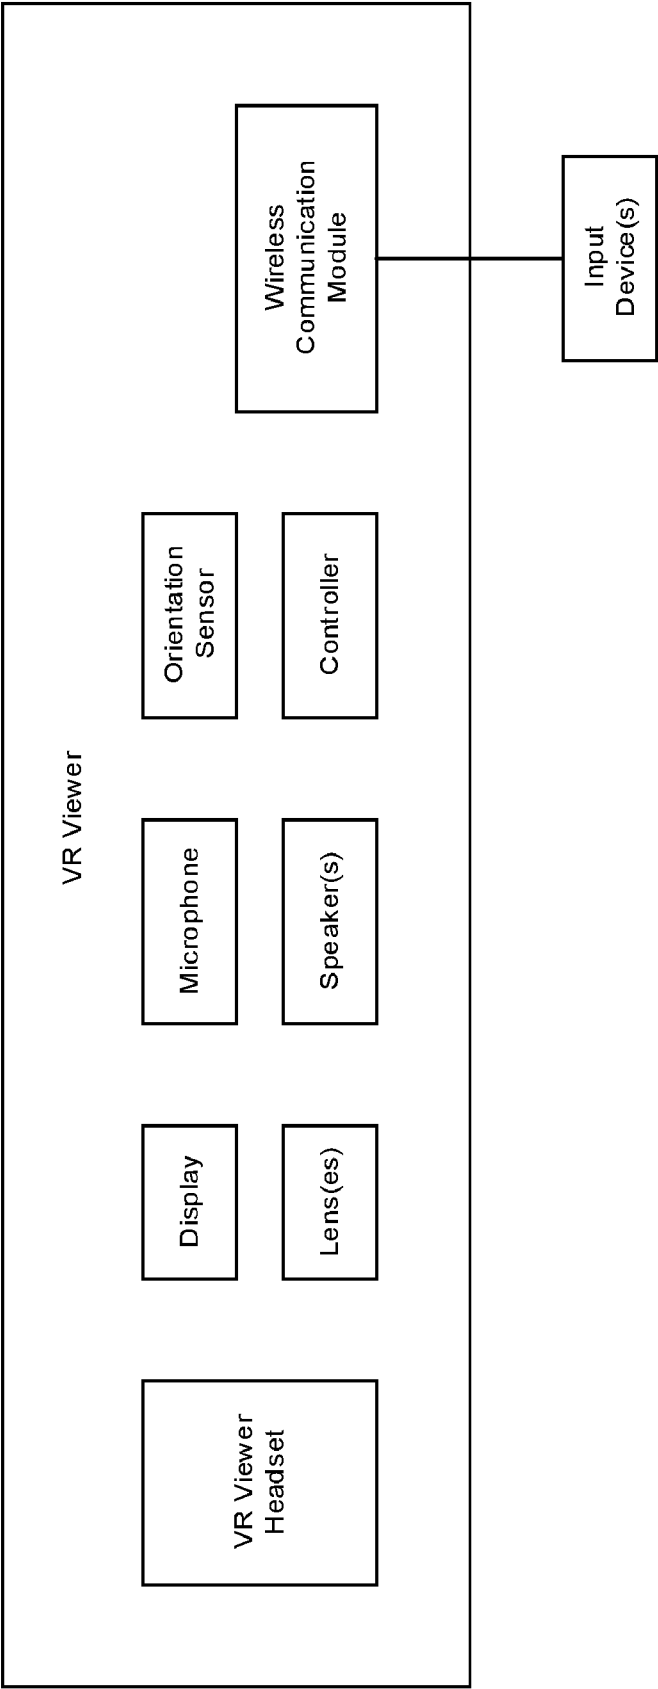 VR Viewer
VR Viewer
Headset
Display
Lens(es)
Microphone
Speaker(s)
Orientation
Sensor
Controller
Wireless
Communication
Module
Input
Device(s)